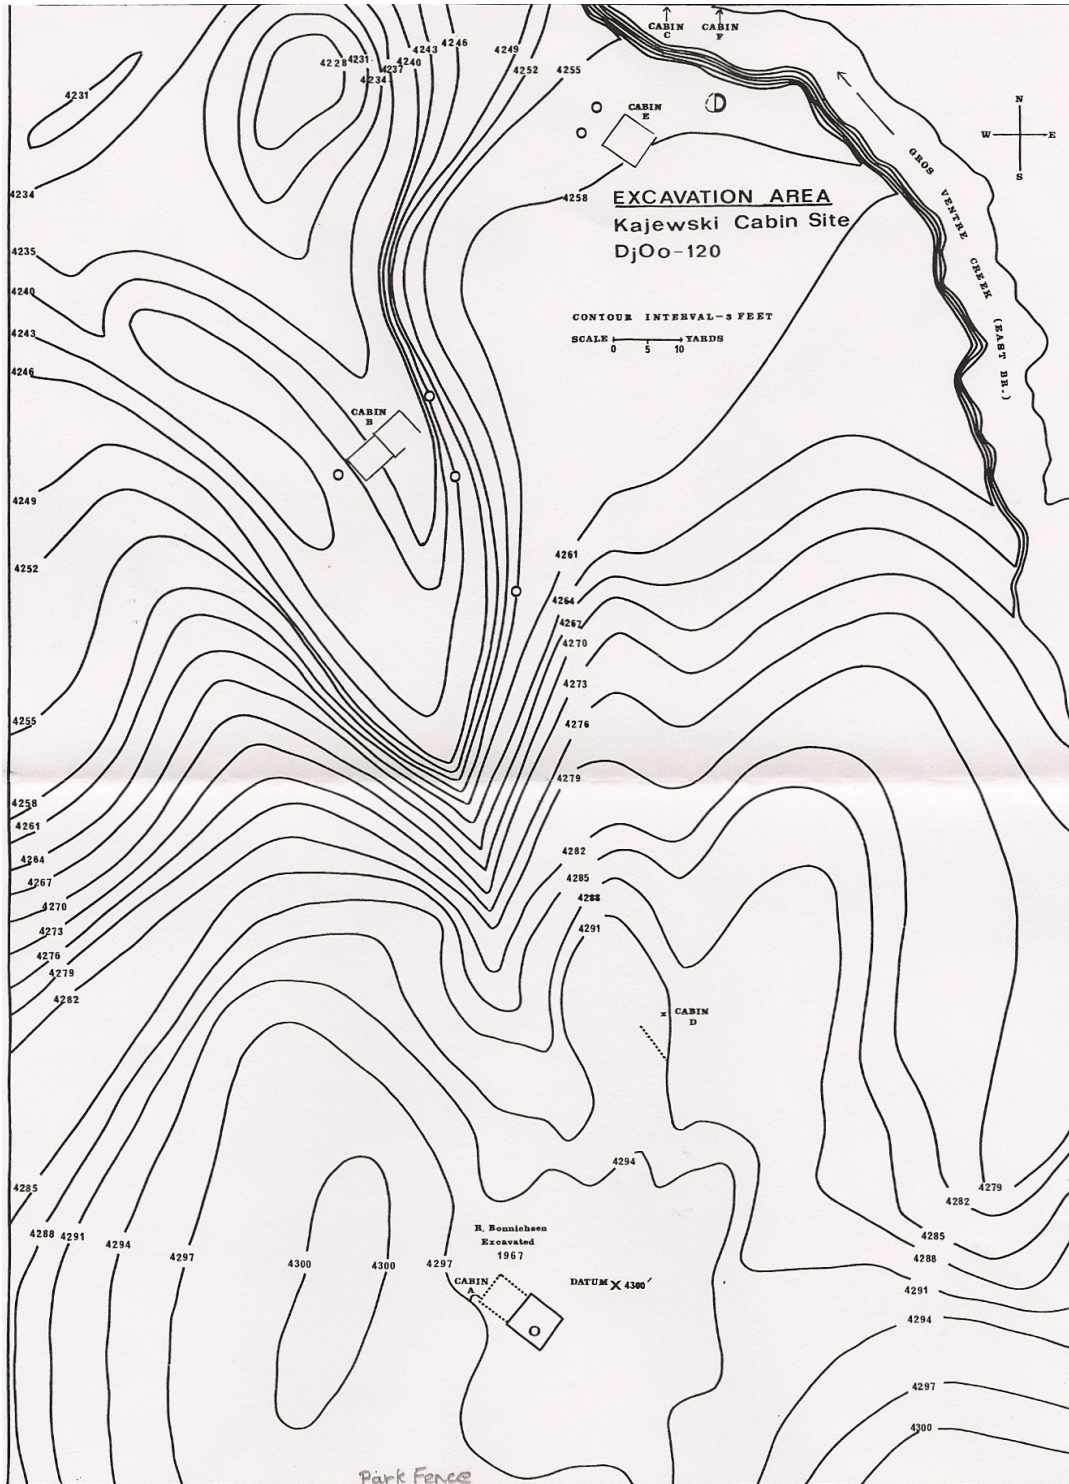 CABIN
C
CABIN
F
4246
4243
4249
4240
4231
4228
4237
4234
4252
4255
4231
CABIN
E
D
N
W
E
S
GROS VENTRE CREEK (EAST BR.)
4234
4258
EXCAVATION AREA
Kajewski Cabin Site
DjOo-120
4235
4240
CONTOUR INTERVAL-3 FEET
4243
SCALE
YARDS
0 5 10
4246
CABIN
B
4249
4261
4252
4264
4267
4270
4273
4255
4276
4279
4258
4261
4282
4264
4285
4267
4288
4270
4291
4273
4276
4279
4282
x CABIN
D
4294
4285
4279
4282
4288
4291
4294
4297
R. Bonnichsen
Excavated
1967
4285
4288
4300
4300
4297
CABIN
A
DATUM X 4300'
4291
4294
4297
4300
Park Fence